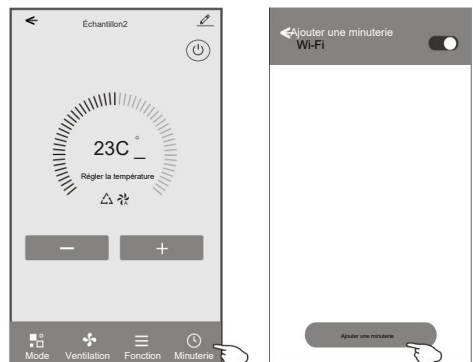 Échantillon2
23C °_
Régler la température
A
− +
Mode Ventilation Fonction Minuterie
Ajouter une minuterie
Wi-Fi
Ajouter une minuterie